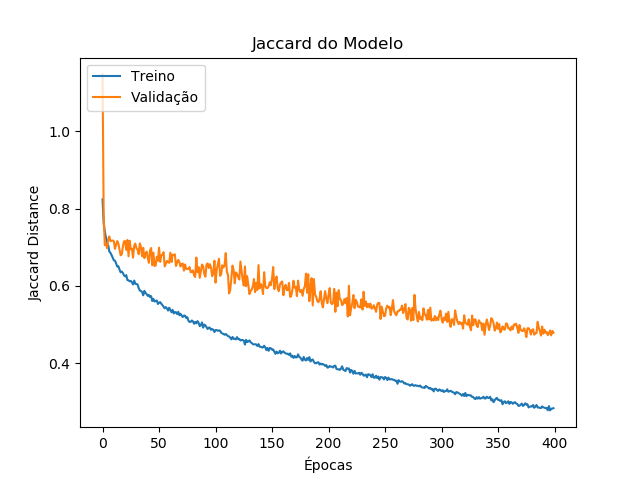 Jaccard do Modelo
Treino
Validação
1.0
0.8
0.6
0.4
Jaccard Distance
0 50 100 150 200 250 300 350 400
Épocas